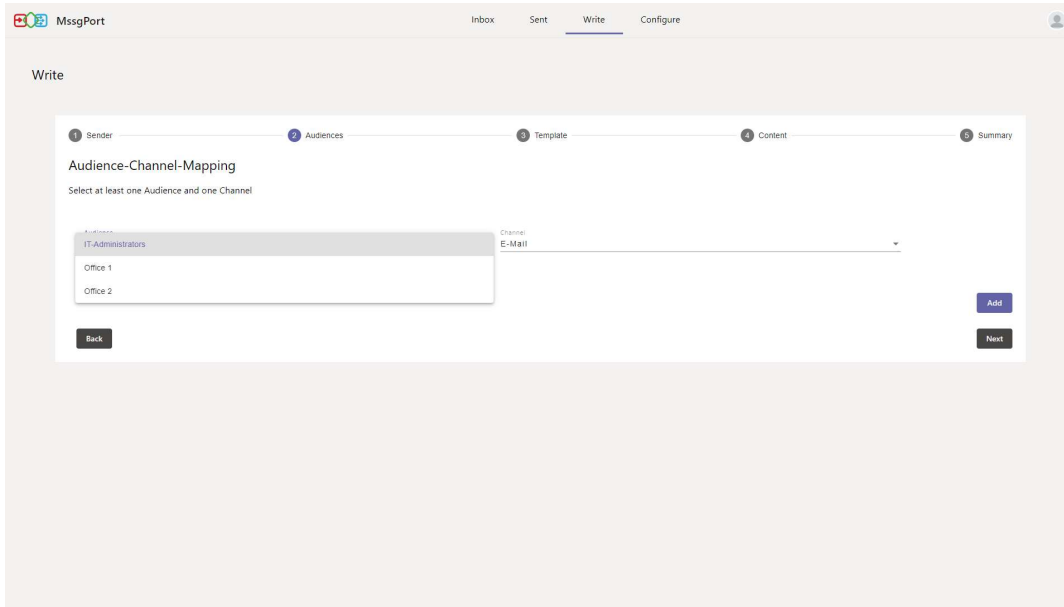 MssgPort
Inbox Sent Write Configure
Write
1 Sender 2 Audiences 3 Template 4 Content 5 Summary
Audience-Channel-Mapping
Select at least one Audience and one Channel
Channel
IT-Administrators
E-Mail
Office 1
Office 2
Add
Back
Next